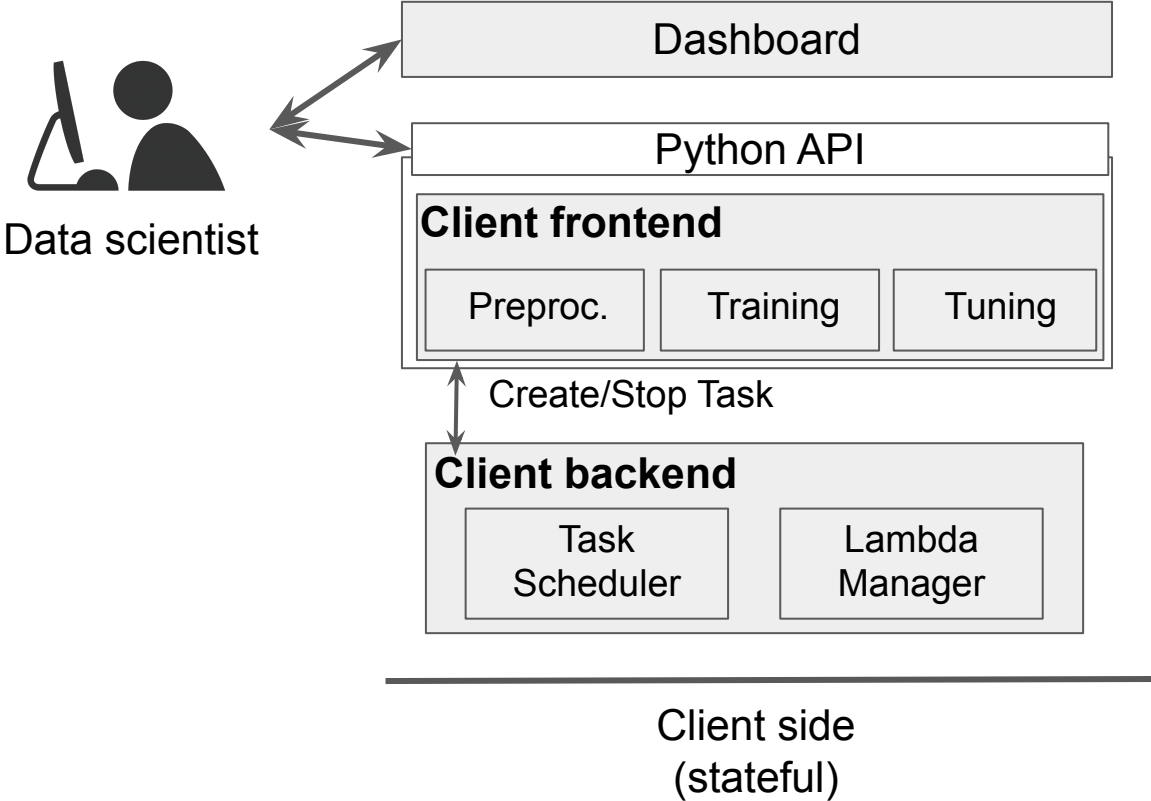 Dashboard
Python API
Data scientist
Client frontend
Preproc.
Training
Tuning
Create/Stop Task
Client backend
Task
Scheduler
Lambda
Manager
Client side
(stateful)